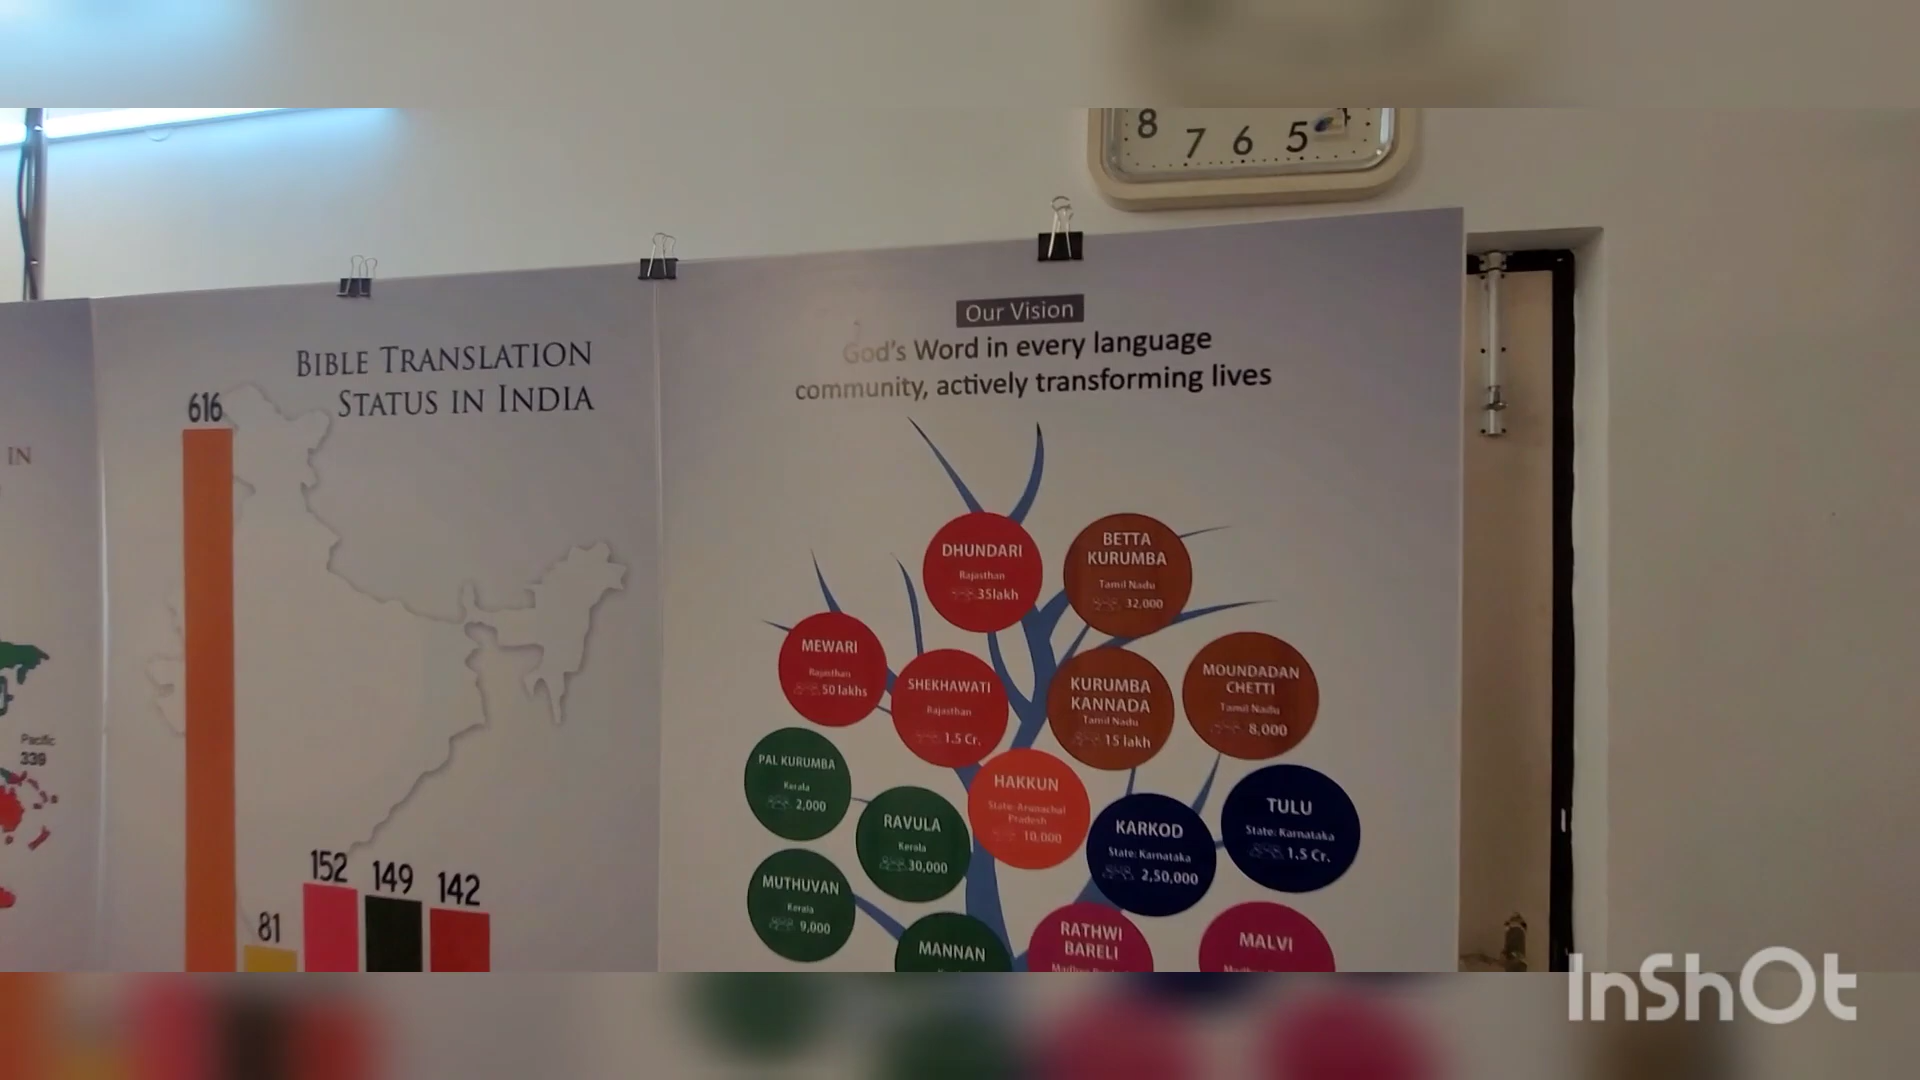 8 7 6 5
IN
Pacific
339
BIBLE TRANSLATION
STATUS IN INDIA
616
81
152
149
142
Our Vision
God's Word in every language
community, actively transforming lives
DHUNDARI
Rajasthan
35lakh
BETTA
KURUMBA
Tamil Nadu
32,000
MEWARI
Rajasthan
50 lakhs
SHEKHAWATI
Rajasthan
1.5 Cr.
KURUMBA
KANNADA
Tamil Nadu
15 lakh
MOUNDADAN
CHETTI
Tamil Nadu
8,000
PAL KURUMBA
Kerala
2,000
RAVULA
Kerala
30,000
HAKKUN
State: Arunachal
Pradesh
10,000
KARKOD
State: Karnataka
2,50,000
TULU
State: Karnataka
1.5 Cr.
MUTHUVAN
Kerala
9,000
MANNAN
RATHWI
BARELI
MALVI
InShOt